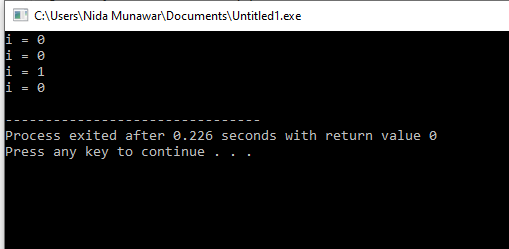 C:\Users\Nida Munawar\Documents\Untitled1.exe
i = 0
i = 0
i = 1
i = 0
--------------------------------
Process exited after 0.226 seconds with return value 0
Press any key to continue . . .